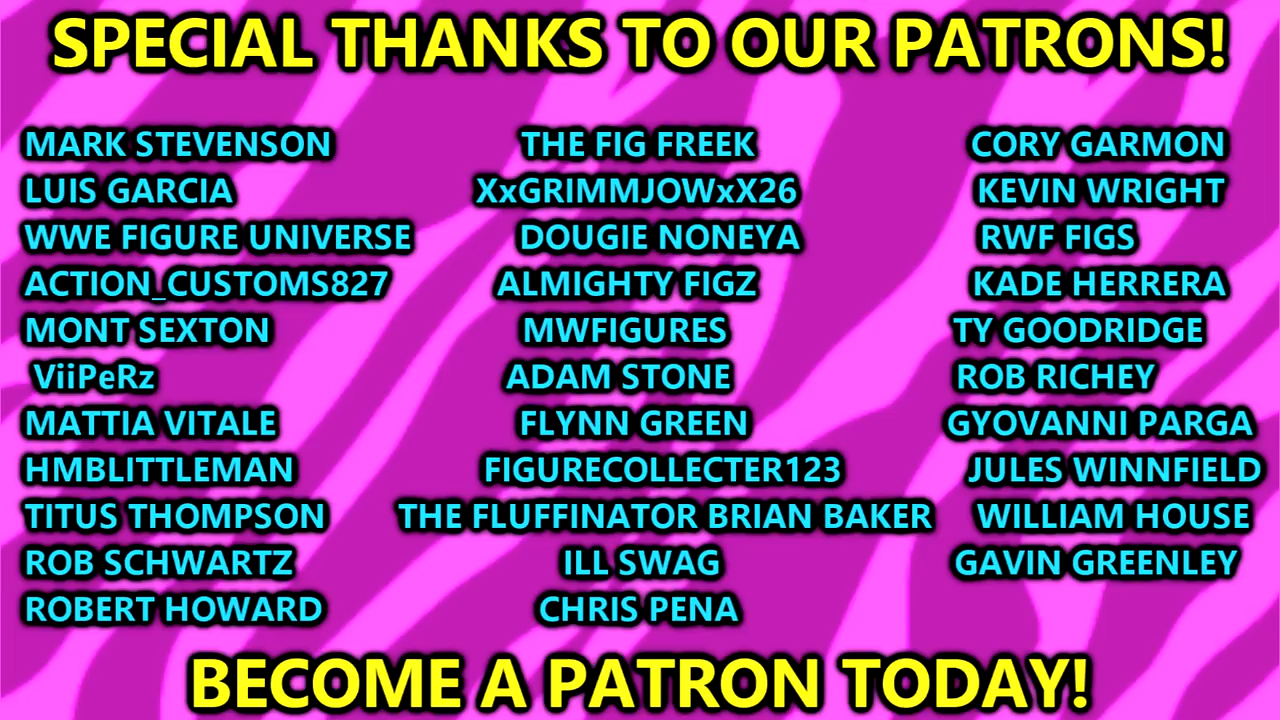 SPECIAL THANKS TO OUR PATRONS!
MARK STEVENSON
LUIS GARCIA
WWE FIGURE UNIVERSE
ACTION_CUSTOMS827
MONT SEXTON
ViiPeRz
MATTIA VITALE
HMBLITTLEMAN
TITUS THOMPSON
ROB SCHWARTZ
ROBERT HOWARD
THE FIG FREEK
XxGRIMMJOWxX26
DOUGIE NONEYA
ALMIGHTY FIGZ
MWFIGURES
ADAM STONE
FLYNN GREEN
FIGURECOLLECTER123
THE FLUFFINATOR BRIAN BAKER
ILL SWAG
CHRIS PENA
CORY GARMON
KEVIN WRIGHT
RWF FIGS
KADE HERRERA
TY GOODRIDGE
ROB RICHEY
GYOVANNI PARGA
JULES WINNFIELD
WILLIAM HOUSE
GAVIN GREENLEY
BECOME A PATRON TODAY!